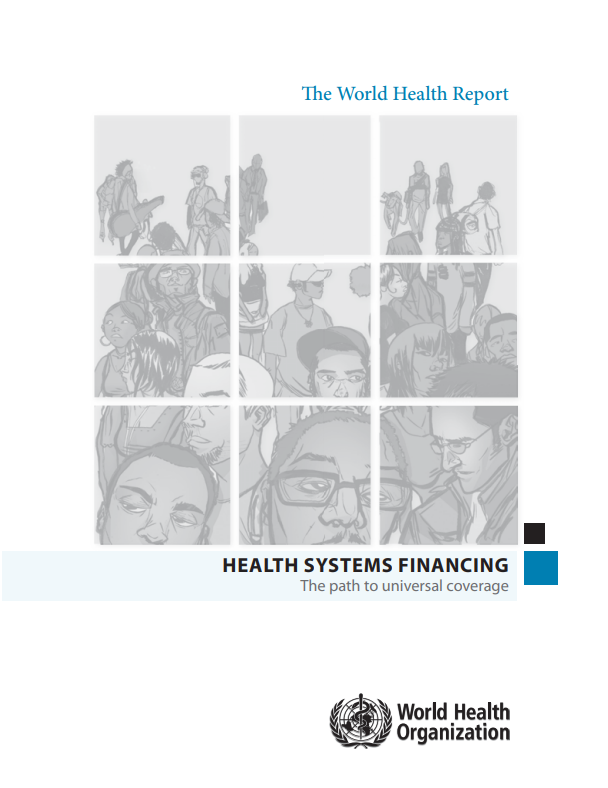 The World Health Report
HEALTH SYSTEMS FINANCING
The path to universal coverage
World Health
Organization